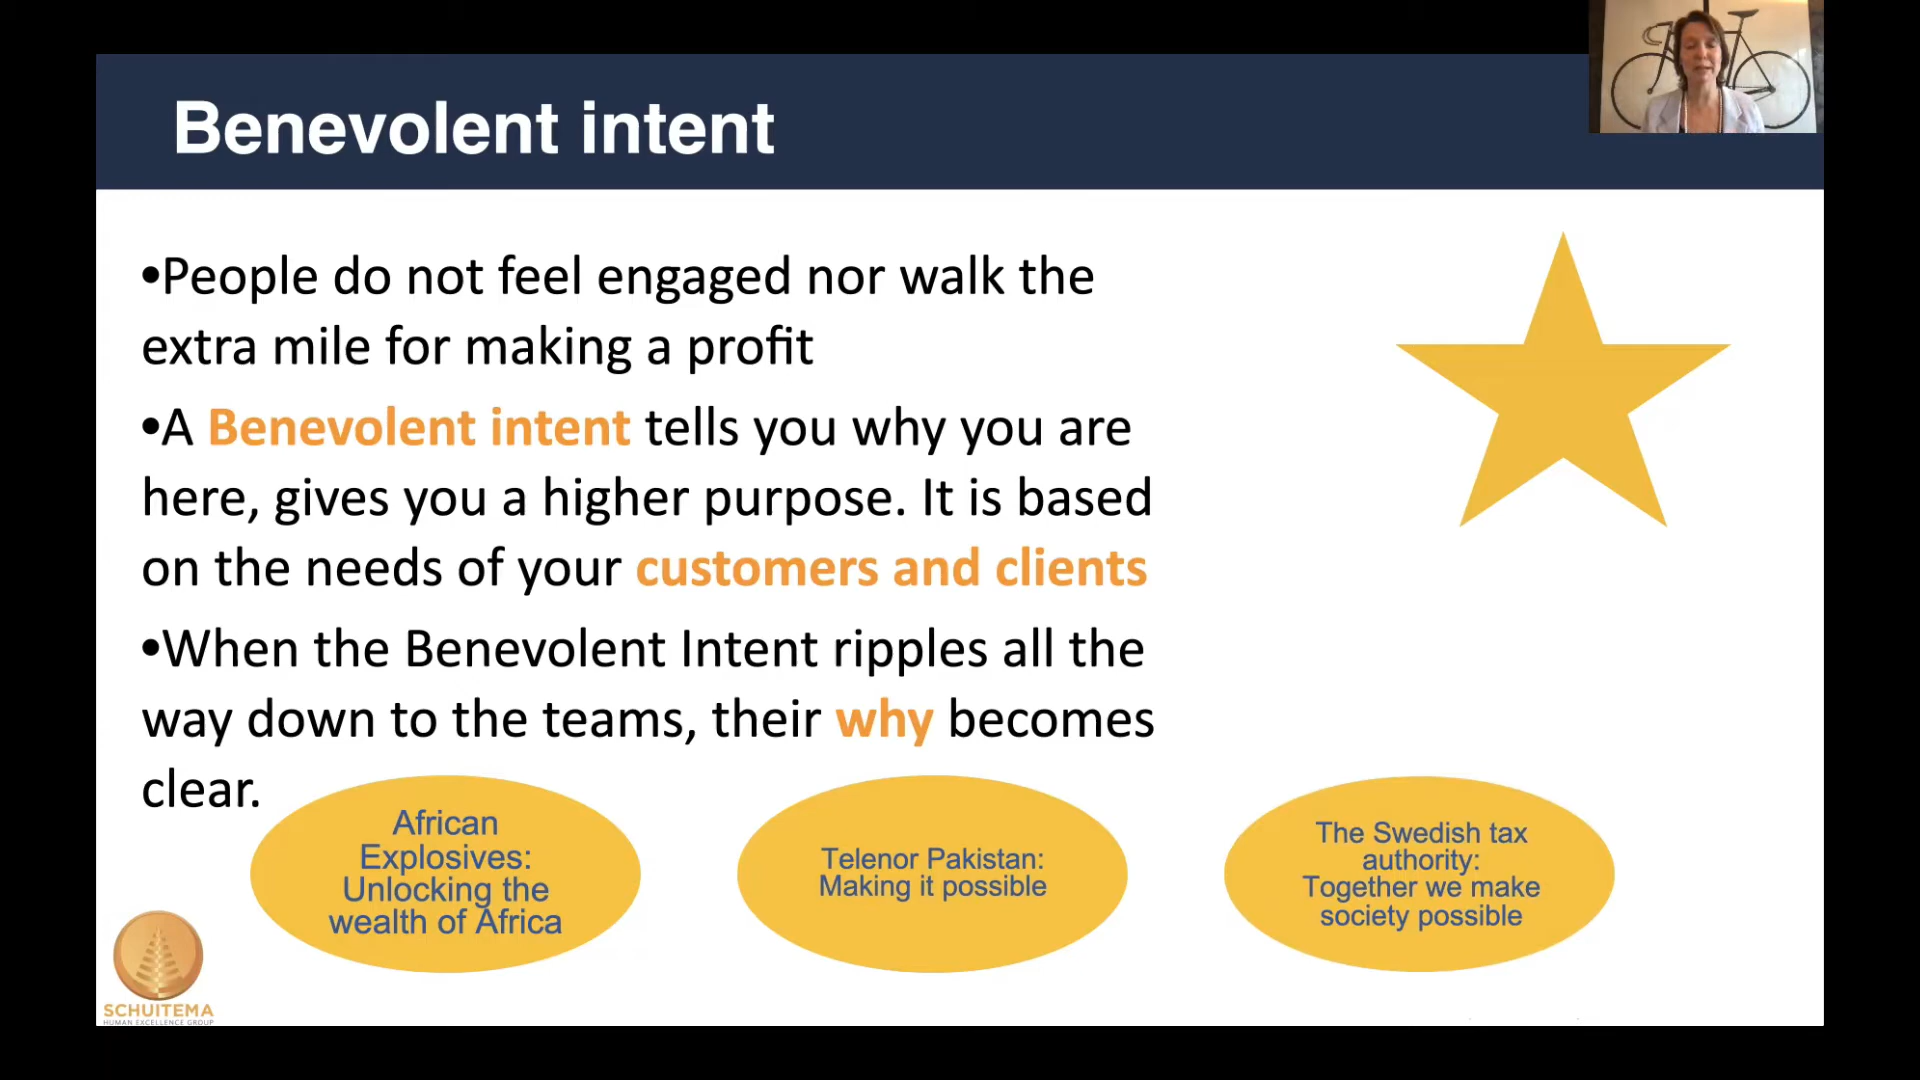 Benevolent intent
•People do not feel engaged nor walk the
extra mile for making a profit
•A Benevolent intent tells you why you are
here, gives you a higher purpose. It is based
on the needs of your customers and clients
•When the Benevolent Intent ripples all the
way down to the teams, their why becomes
clear.
African
Explosives:
Unlocking the
wealth of Africa
Telenor Pakistan:
Making it possible
The Swedish tax
authority:
Together we make
society possible
SCHUITEMA
HUMAN EXCELLENCE GROUP